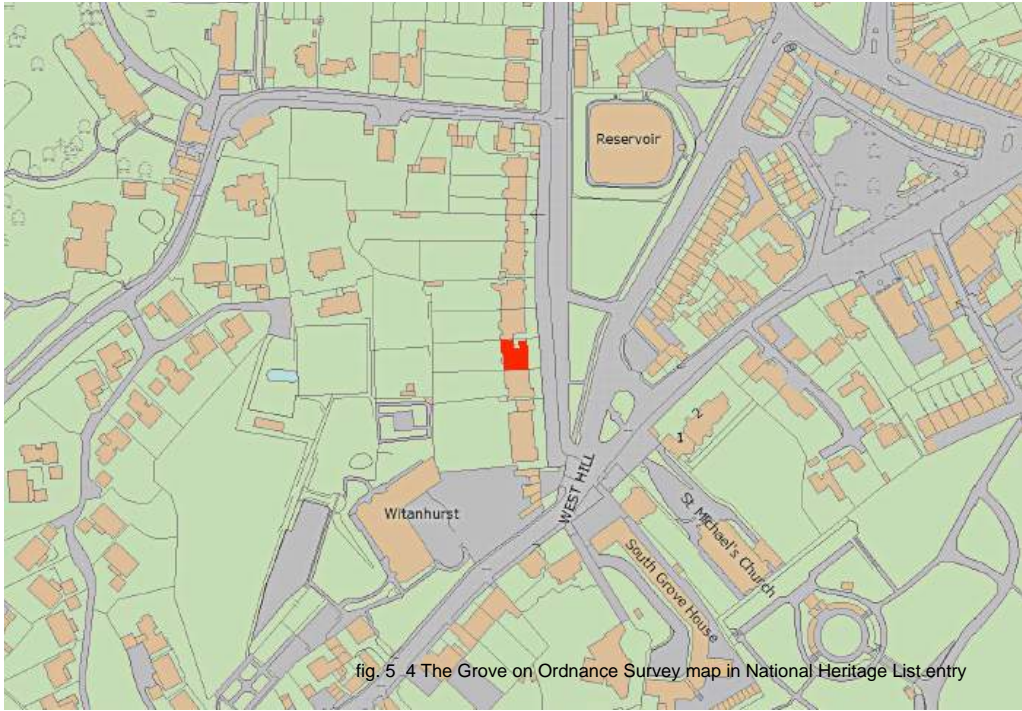 Reservoir
2
1
WEST HILL
Witanhurst
St. Michael's Church
South Grove House
fig. 5 4 The Grove on Ordnance Survey map in National Heritage List entry